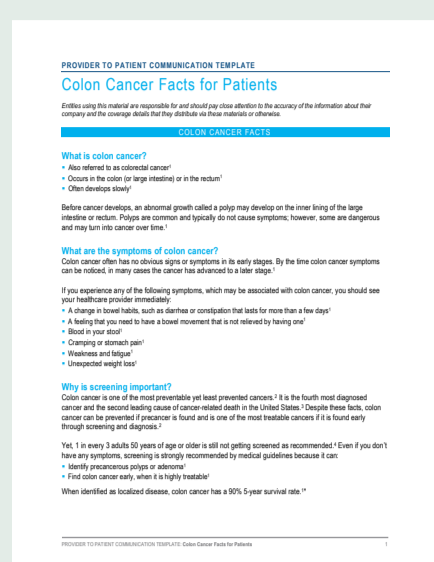 PROVIDER TO PATIENT COMMUNICATION TEMPLATE
Colon Cancer Facts for Patients
Entities using this material are responsible for and should pay close attention to the accuracy of the information about their
company and the coverage details that they distribute via these materials or otherwise.
COLON CANCER FACTS
What is colon cancer?
▪ Also referred to as colorectal cancer¹
▪ Occurs in the colon (or large intestine) or in the rectum¹
▪ Often develops slowly¹
Before cancer develops, an abnormal growth called a polyp may develop on the inner lining of the large
intestine or rectum. Polyps are common and typically do not cause symptoms; however, some are dangerous
and may turn into cancer over time.¹
What are the symptoms of colon cancer?
Colon cancer often has no obvious signs or symptoms in its early stages. By the time colon cancer symptoms
can be noticed, in many cases the cancer has advanced to a later stage.¹
If you experience any of the following symptoms, which may be associated with colon cancer, you should see
your healthcare provider immediately:
▪ A change in bowel habits, such as diarrhea or constipation that lasts for more than a few days¹
▪ A feeling that you need to have a bowel movement that is not relieved by having one¹
▪ Blood in your stool¹
▪ Cramping or stomach pain¹
▪ Weakness and fatigue¹
▪ Unexpected weight loss¹
Why is screening important?
Colon cancer is one of the most preventable yet least prevented cancers.² It is the fourth most diagnosed
cancer and the second leading cause of cancer-related death in the United States.³ Despite these facts, colon
cancer can be prevented if precancer is found and is one of the most treatable cancers if it is found early
through screening and diagnosis.²
Yet, 1 in every 3 adults 50 years of age or older is still not getting screened as recommended.⁴ Even if you don't
have any symptoms, screening is strongly recommended by medical guidelines because it can:
▪ Identify precancerous polyps or adenoma¹
▪ Find colon cancer early, when it is highly treatable¹
When identified as localized disease, colon cancer has a 90% 5-year survival rate.¹*
PROVIDER TO PATIENT COMMUNICATION TEMPLATE: Colon Cancer Facts for Patients 1